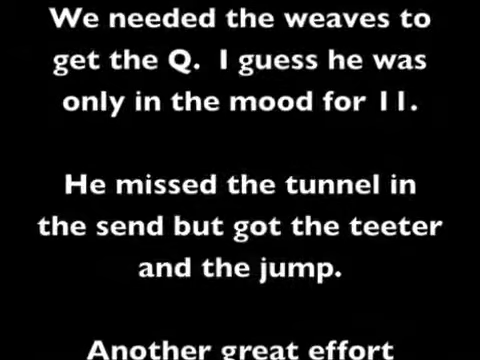 We needed the weaves to
get the Q.  I guess he was
only in the mood for 11.
He missed the tunnel in
the send but got the teeter
and the jump.
Another great effort